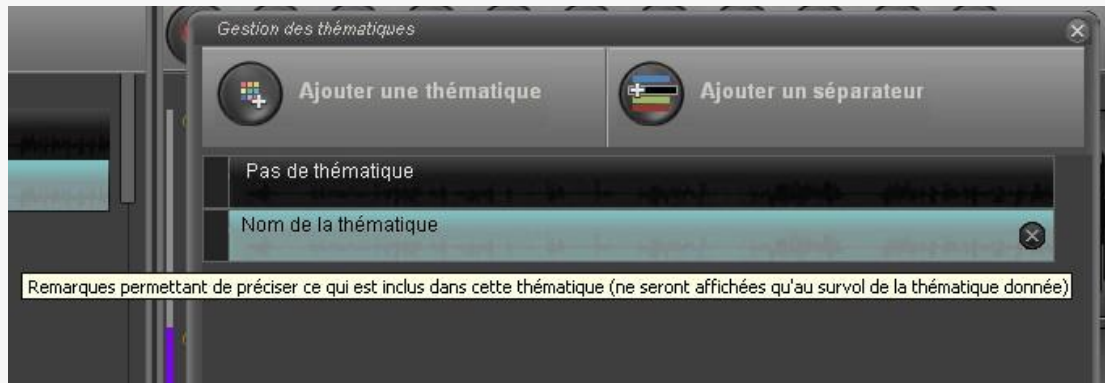 Gestion des thématiques
Ajouter une thématique
Ajouter un séparateur
Pas de thématique
Nom de la thématique
Remarques permettant de préciser ce qui est inclus dans cette thématique (ne seront affichées qu'au survol de la thématique donnée)